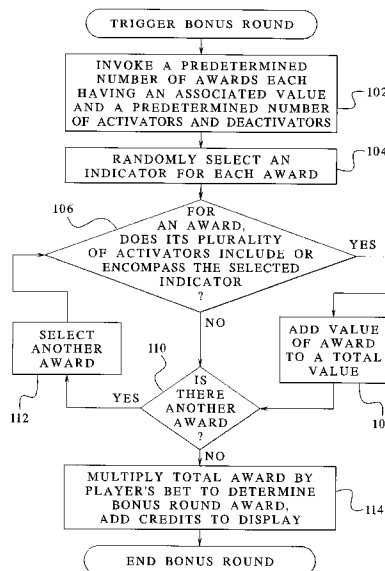 TRIGGER BONUS ROUND
INVOKE A PREDETERMINED
NUMBER OF AWARDS EACH
HAVING AN ASSOCIATED VALUE
AND A PREDETERMINED NUMBER
OF ACTIVATORS AND DEACTIVATORS
102
104
RANDOMLY SELECT AN
INDICATOR FOR EACH AWARD
106
FOR
AN AWARD,
DOES ITS PLURALITY
OF ACTIVATORS INCLUDE OR
ENCOMPASS THE SELECTED
INDICATOR
?
YES
NO
SELECT
ANOTHER
AWARD
112
110
YES
IS
THERE
ANOTHER
AWARD
?
ADD VALUE
OF AWARD
TO A TOTAL
VALUE
NO
MULTIPLY TOTAL AWARD BY
PLAYER'S BET TO DETERMINE
BONUS ROUND AWARD,
ADD CREDITS TO DISPLAY
114
END BONUS ROUND